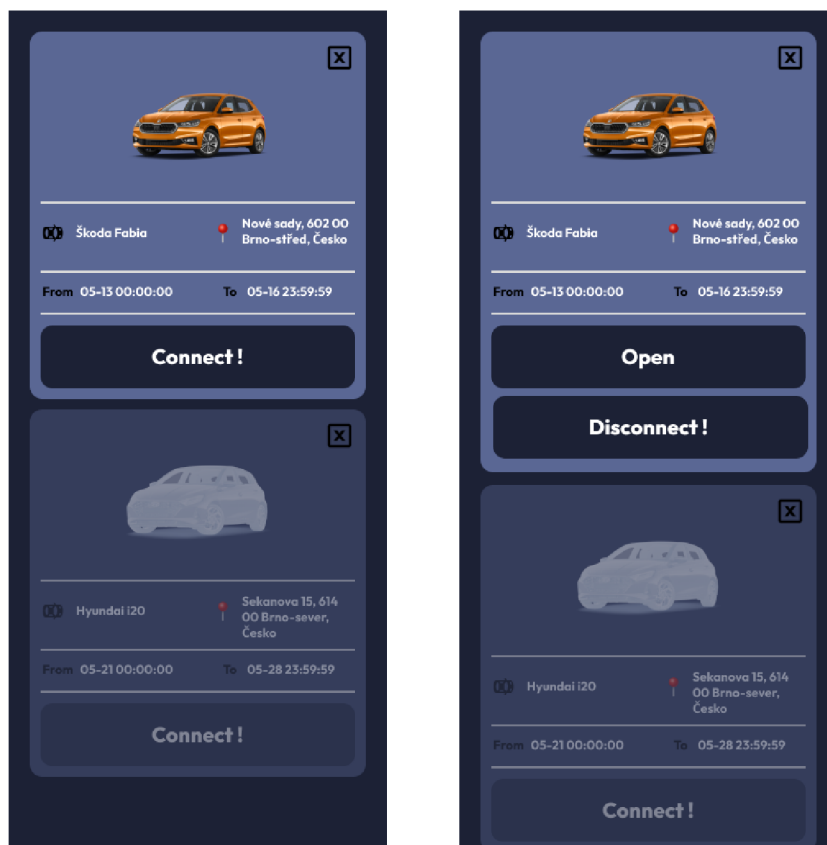 X
Škoda Fabia
Nové sady, 602 00
Brno-střed, Česko
From 05-13 00:00:00 To 05-16 23:59:59
Connect !
X
Hyundai i20
Sekanova 15, 614
00 Brno-sever,
Česko
From 05-21 00:00:00 To 05-28 23:59:59
Connect !
X
Škoda Fabia
Nové sady, 602 00
Brno-střed, Česko
From 05-13 00:00:00 To 05-16 23:59:59
Open
Disconnect !
X
Hyundai i20
Sekanova 15, 614
00 Brno-sever,
Česko
From 05-21 00:00:00 To 05-28 23:59:59
Connect !